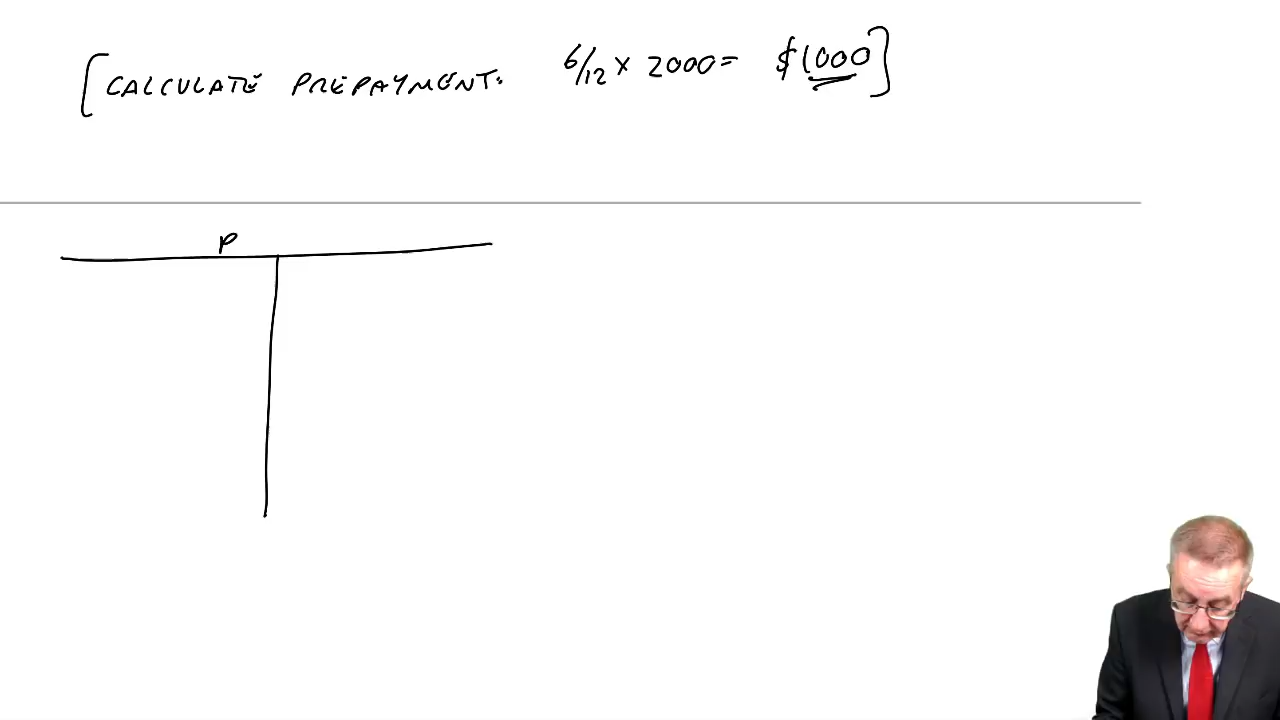 [CALCULATE PREPAYMENT: 6/12 × 2000 = $1000]
P